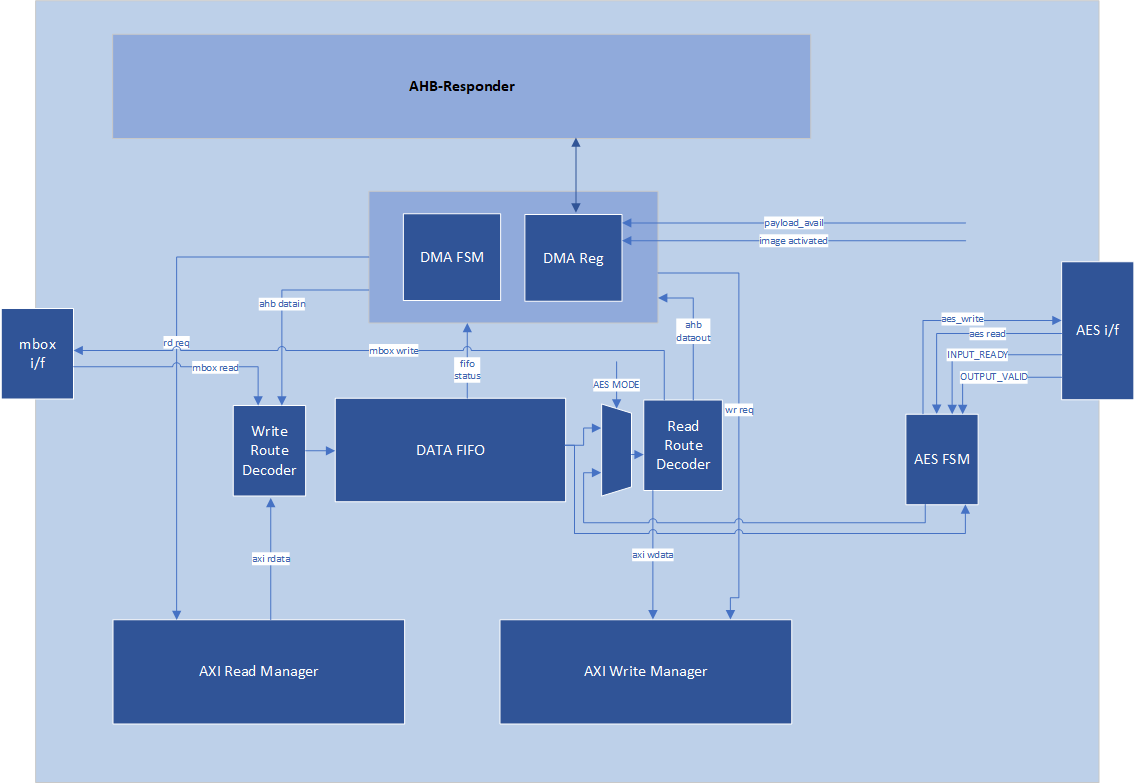 AHB-Responder
DMA FSM
DMA Reg
payload_avail
image activated
ahb datain
mbox
i/f
rd req
mbox read
mbox write
fifo
status
ahb
dataout
AES MODE
wr req
aes_write
aes read
INPUT_READY
OUTPUT_VALID
AES i/f
Write
Route
Decoder
DATA FIFO
Read
Route
Decoder
AES FSM
axi rdata
axi wdata
AXI Read Manager
AXI Write Manager